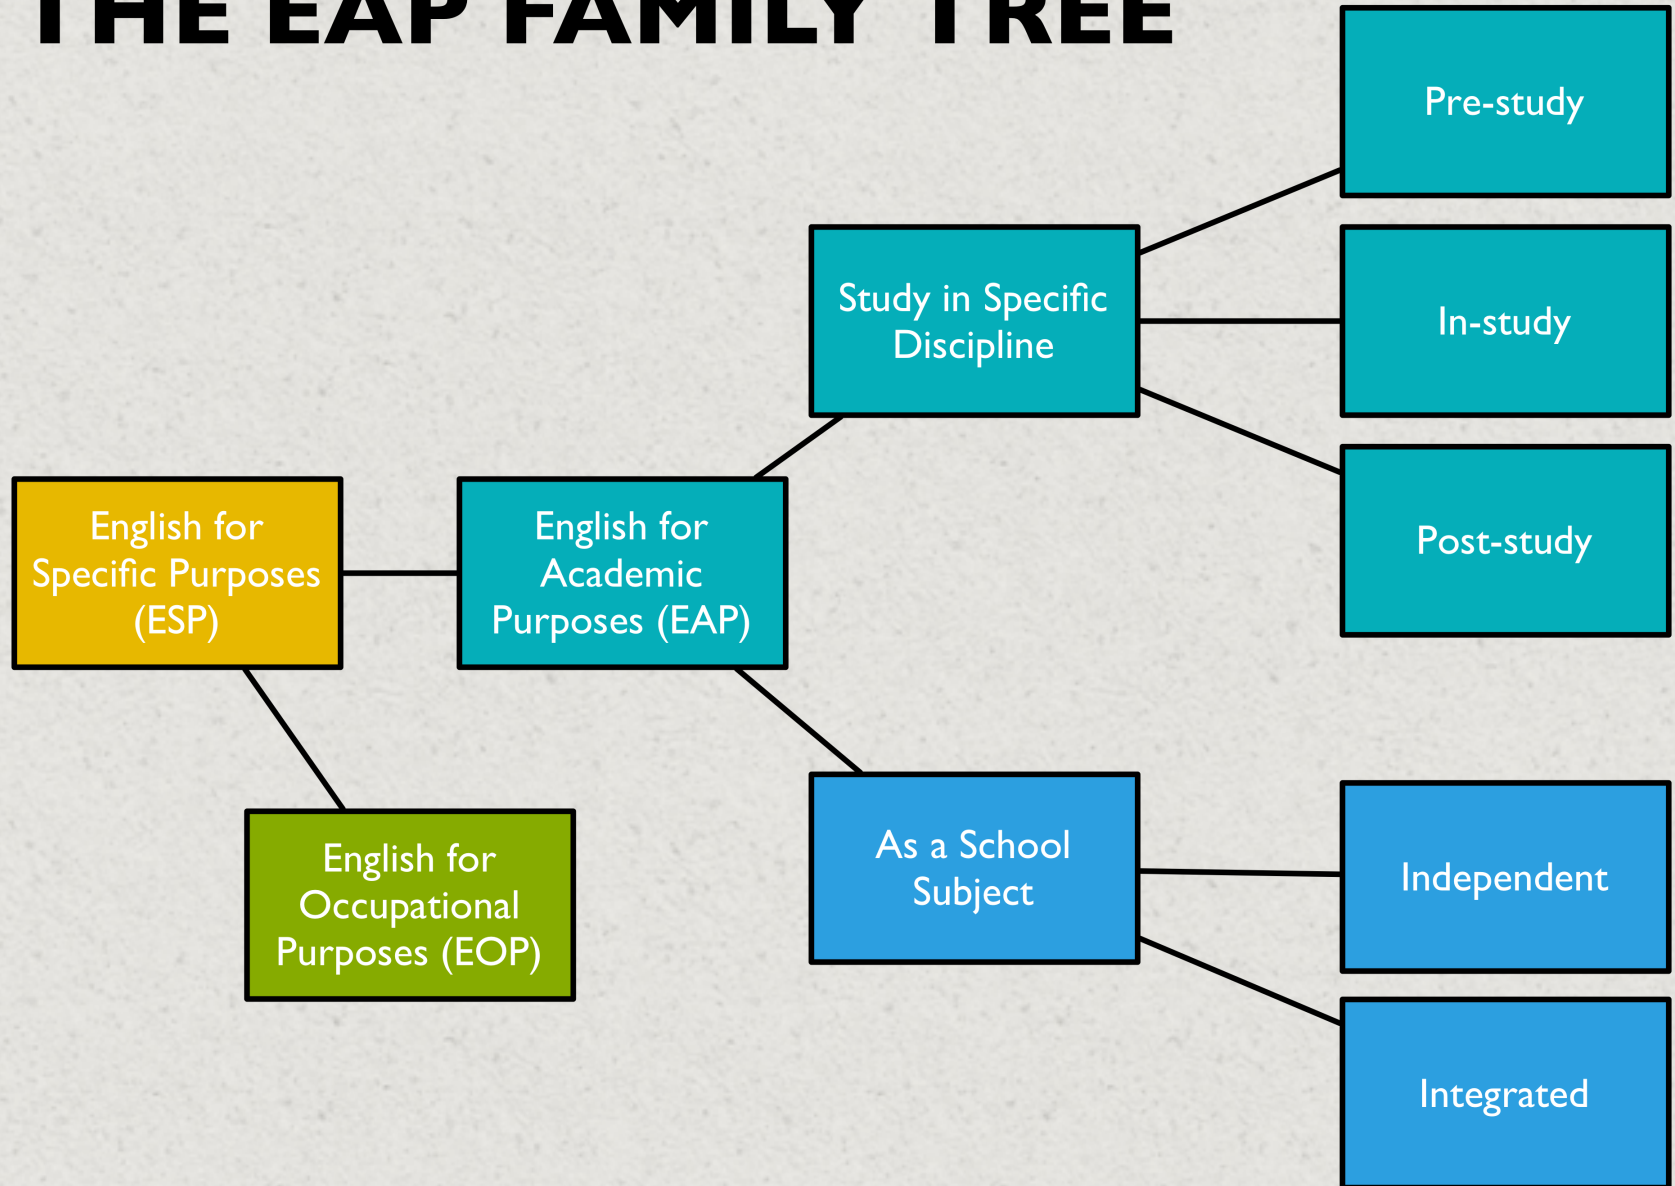 THE EAP FAMILY TREE
Pre-study
Study in Specific
Discipline
In-study
Post-study
English for
Specific Purposes
(ESP)
English for
Academic
Purposes (EAP)
English for
Occupational
Purposes (EOP)
As a School
Subject
Independent
Integrated